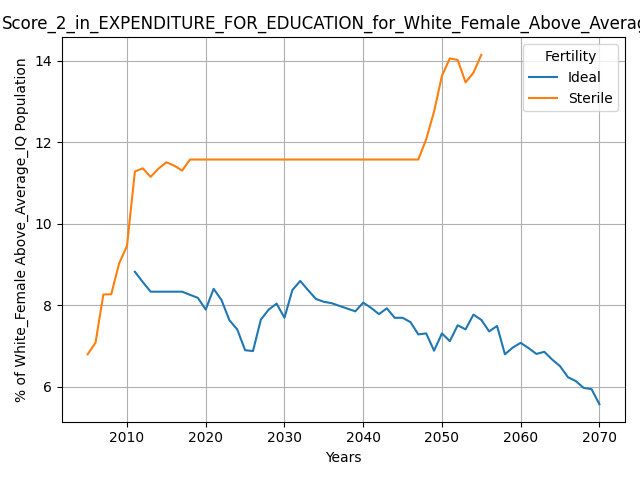 Score_2_in_EXPENDITURE_FOR_EDUCATION_for_White_Female_Above_Averag
% of White_Female Above_Average_IQ Population
14
12
10
8
6
Fertility
Ideal
Sterile
2010 2020 2030 2040 2050 2060 2070
Years